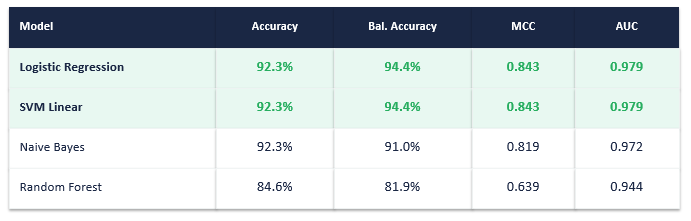 Model Accuracy Bal. Accuracy MCC AUC
Logistic Regression 92.3% 94.4% 0.843 0.979
SVM Linear 92.3% 94.4% 0.843 0.979
Naive Bayes 92.3% 91.0% 0.819 0.972
Random Forest 84.6% 81.9% 0.639 0.944